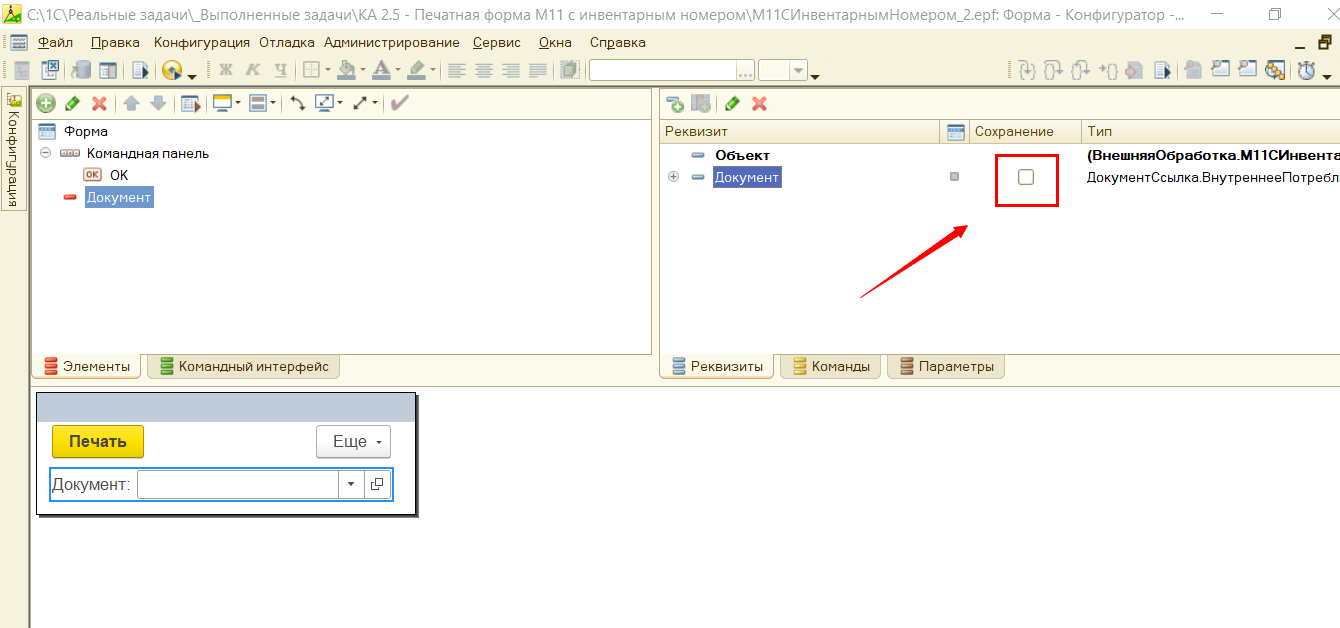 C:\1С\Реальные задачи\_Выполненные задачи\КА 2.5 - Печатная форма М11 с инвентарным номером\М11СИнвентарнымНомером_2.epf: Форма - Конфигуратор -...
Файл Правка Конфигурация Отладка Администрирование Сервис Окна Справка
Ж К Ч А ...
Конфигурация
Форма
Командная панель
OK OK
Документ
Реквизит Сохранение Тип
Объект (ВнешняяОбработка.М11СИнвента
Документ ДокументСсылка.ВнутреннееПотребл
Элементы Командный интерфейс
Реквизиты Команды Параметры
Печать Еще
Документ: